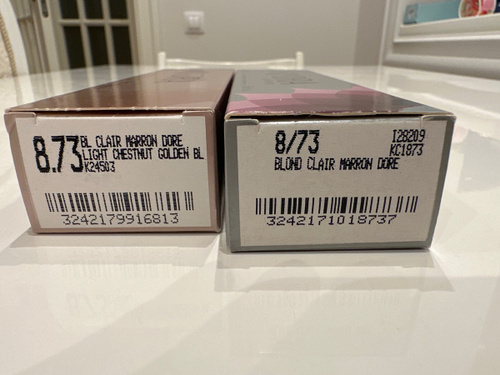 8.73
BL CLAIR MARRON DORE
LIGHT CHESTNUT GOLDEN BL
K24503
3242179916813
8/73
I28209
KC1873
BLOND CLAIR MARRON DORE
3242171018737